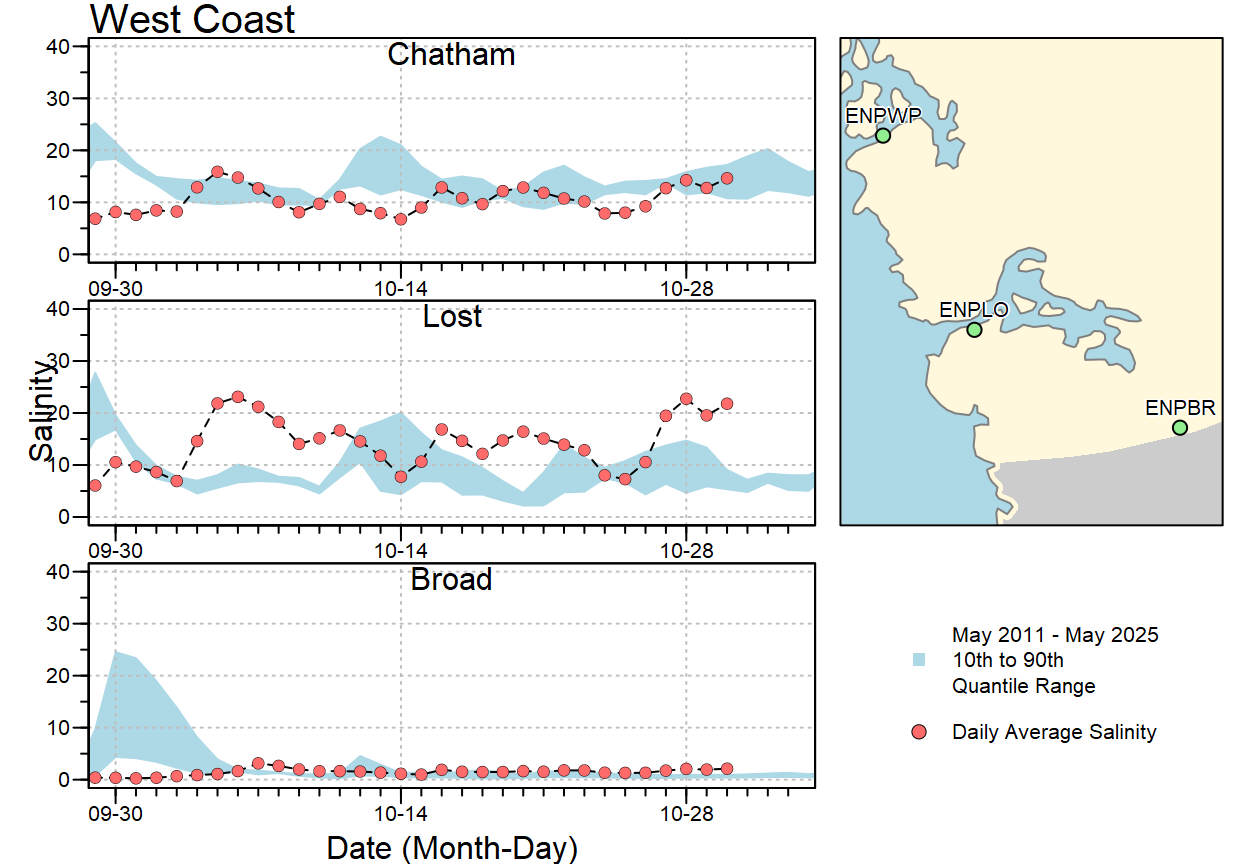 West Coast
Chatham
40
30
20
10
0
09-30 10-14 10-28
Lost
40
30
20
10
0
09-30 10-14 10-28
Salinity
Broad
40
30
20
10
0
09-30 10-14 10-28
Date (Month-Day)
ENPWP
ENPLO
ENPBR
May 2011 - May 2025
10th to 90th
Quantile Range
Daily Average Salinity